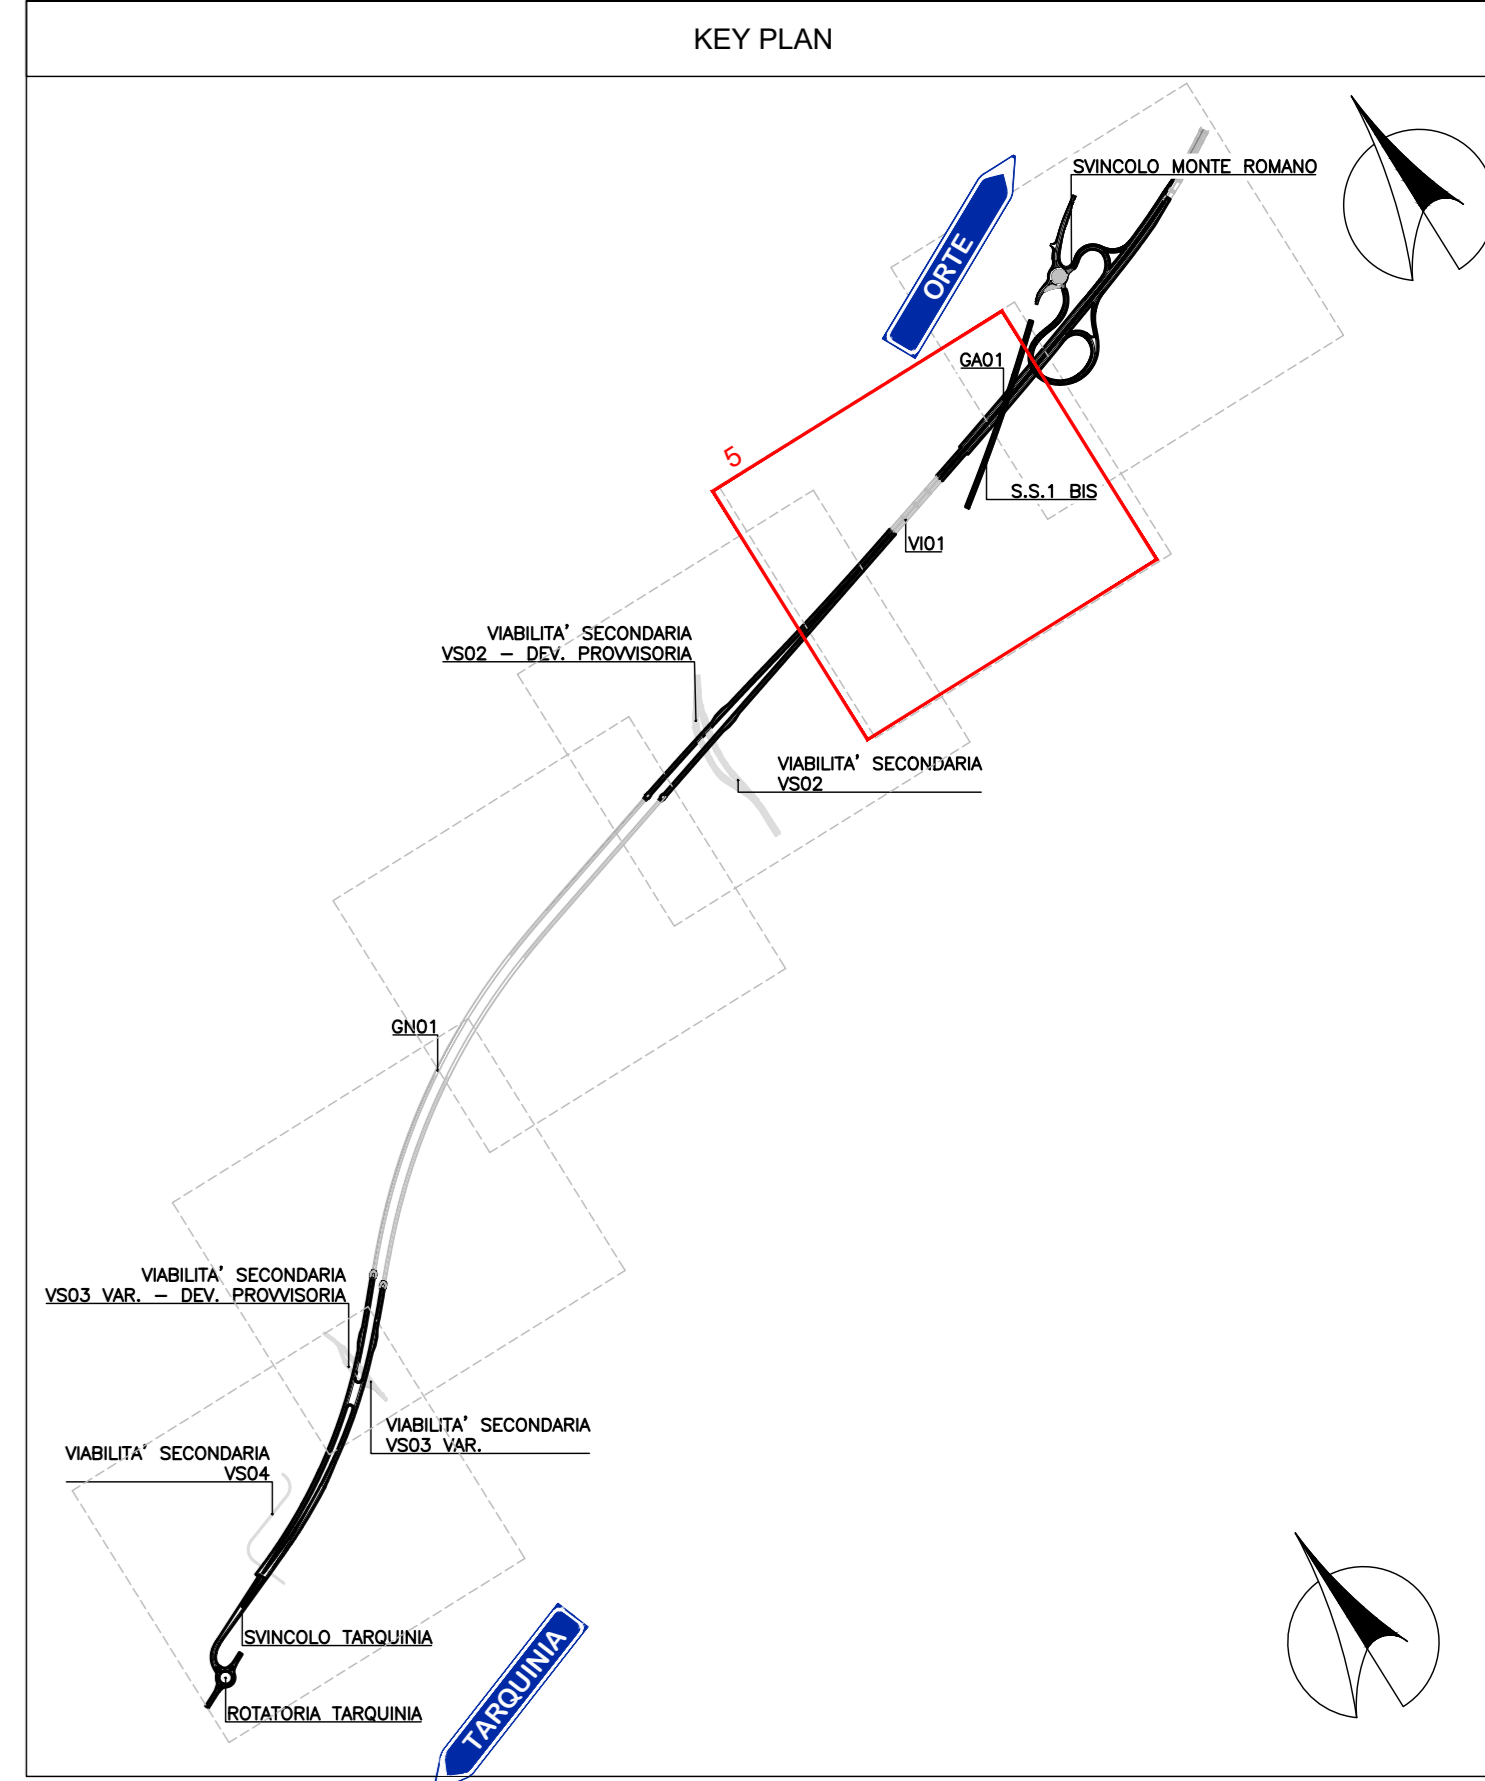 KEY PLAN
SVINCOLO MONTE ROMANO
ORTE
GA01
5
S.S.1 BIS
VI01
VIABILITA' SECONDARIA
VS02 – DEV. PROVVISORIA
VIABILITA' SECONDARIA
VS02
GN01
VIABILITA' SECONDARIA
VS03 VAR. – DEV. PROVVISORIA
VIABILITA' SECONDARIA
VS03 VAR.
VIABILITA' SECONDARIA
VS04
SVINCOLO TARQUINIA
TARQUINIA
ROTATORIA TARQUINIA